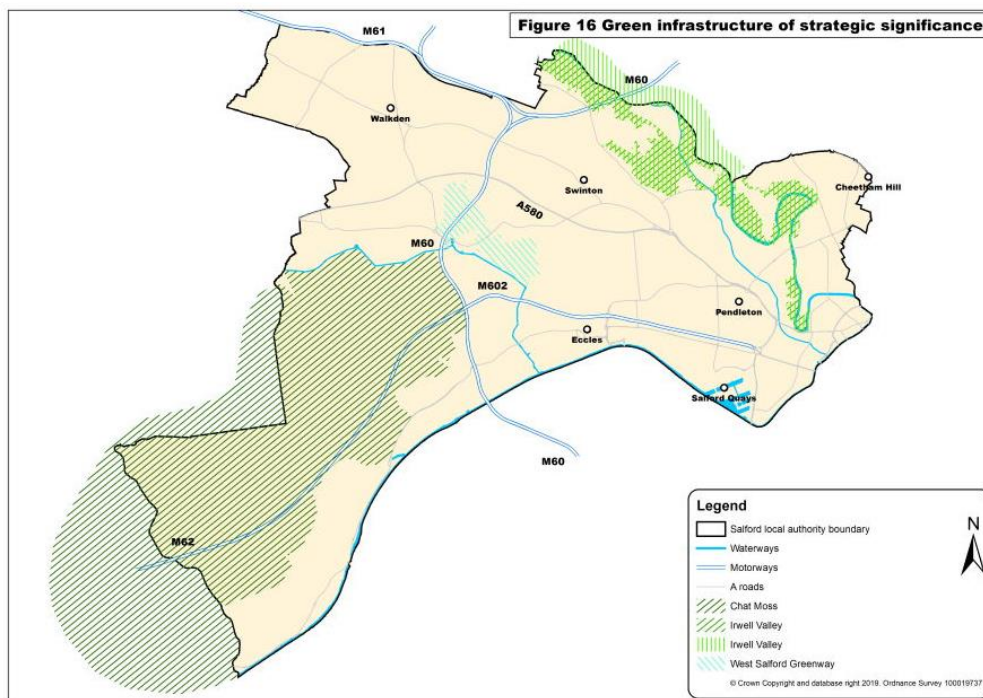 Figure 16 Green infrastructure of strategic significance
M61
M60
Walkden
Cheetham Hill
Swinton
A580
M60
M602
Pendleton
Eccles
Salford Quays
M60
M62
Legend
Salford local authority boundary
Waterways
Motorways
A roads
Chat Moss
Irwell Valley
Irwell Valley
West Salford Greenway
N
© Crown Copyright and database right 2019. Ordnance Survey 100019737